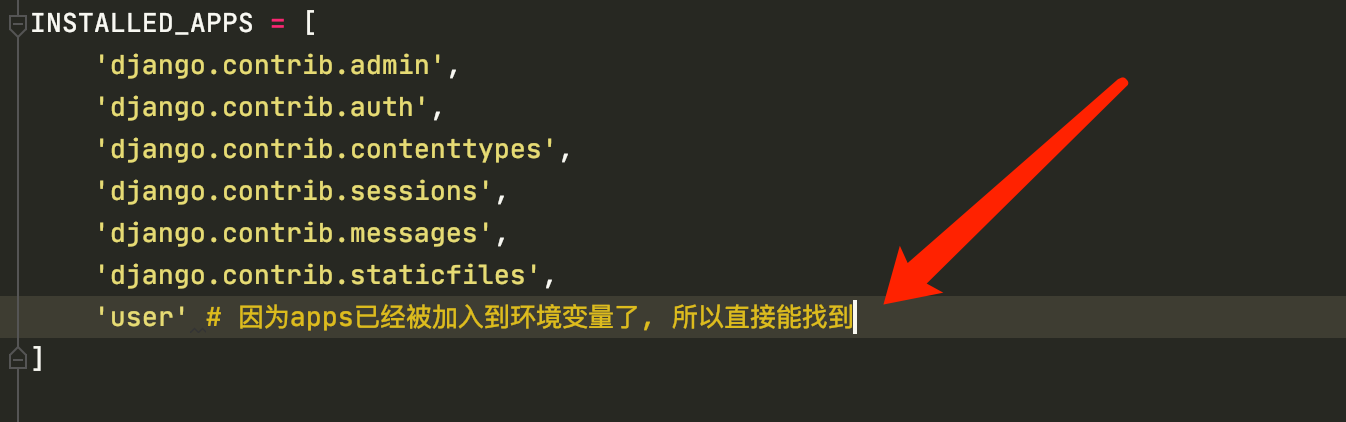 INSTALLED_APPS = [
    'django.contrib.admin',
    'django.contrib.auth',
    'django.contrib.contenttypes',
    'django.contrib.sessions',
    'django.contrib.messages',
    'django.contrib.staticfiles',
    'user' # 因为apps已经被加入到环境变量了, 所以直接能找到
]